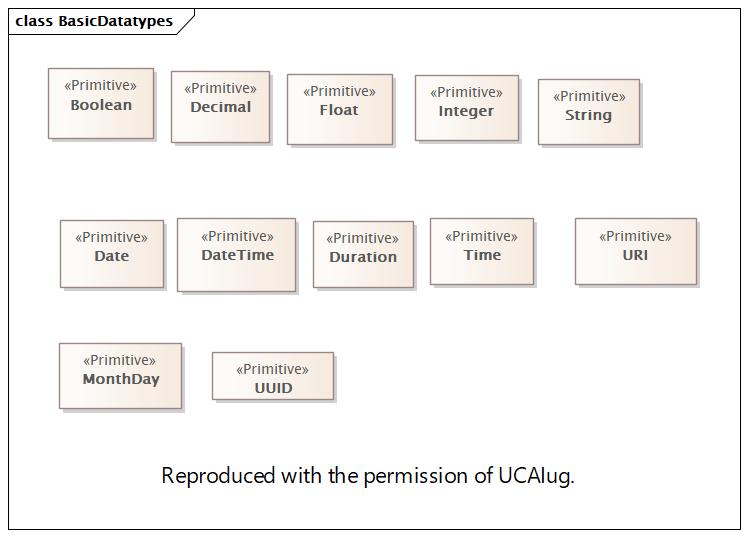 class BasicDatatypes
«Primitive»
Boolean
«Primitive»
Decimal
«Primitive»
Float
«Primitive»
Integer
«Primitive»
String
«Primitive»
Date
«Primitive»
DateTime
«Primitive»
Duration
«Primitive»
Time
«Primitive»
URI
«Primitive»
MonthDay
«Primitive»
UUID
Reproduced with the permission of UCAIug.